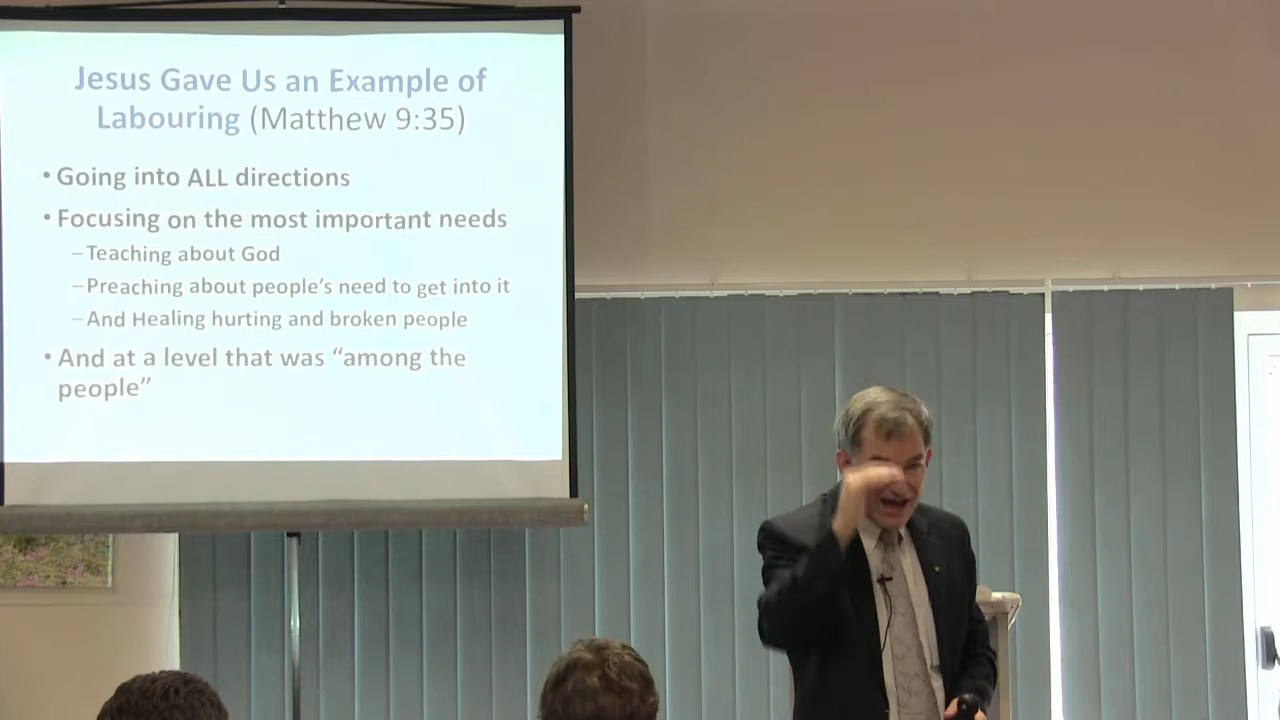 Jesus Gave Us an Example of
Labouring (Matthew 9:35)
• Going into ALL directions
• Focusing on the most important needs
–Teaching about God
–Preaching about people’s need to get into it
–And Healing hurting and broken people
• And at a level that was “among the
people”